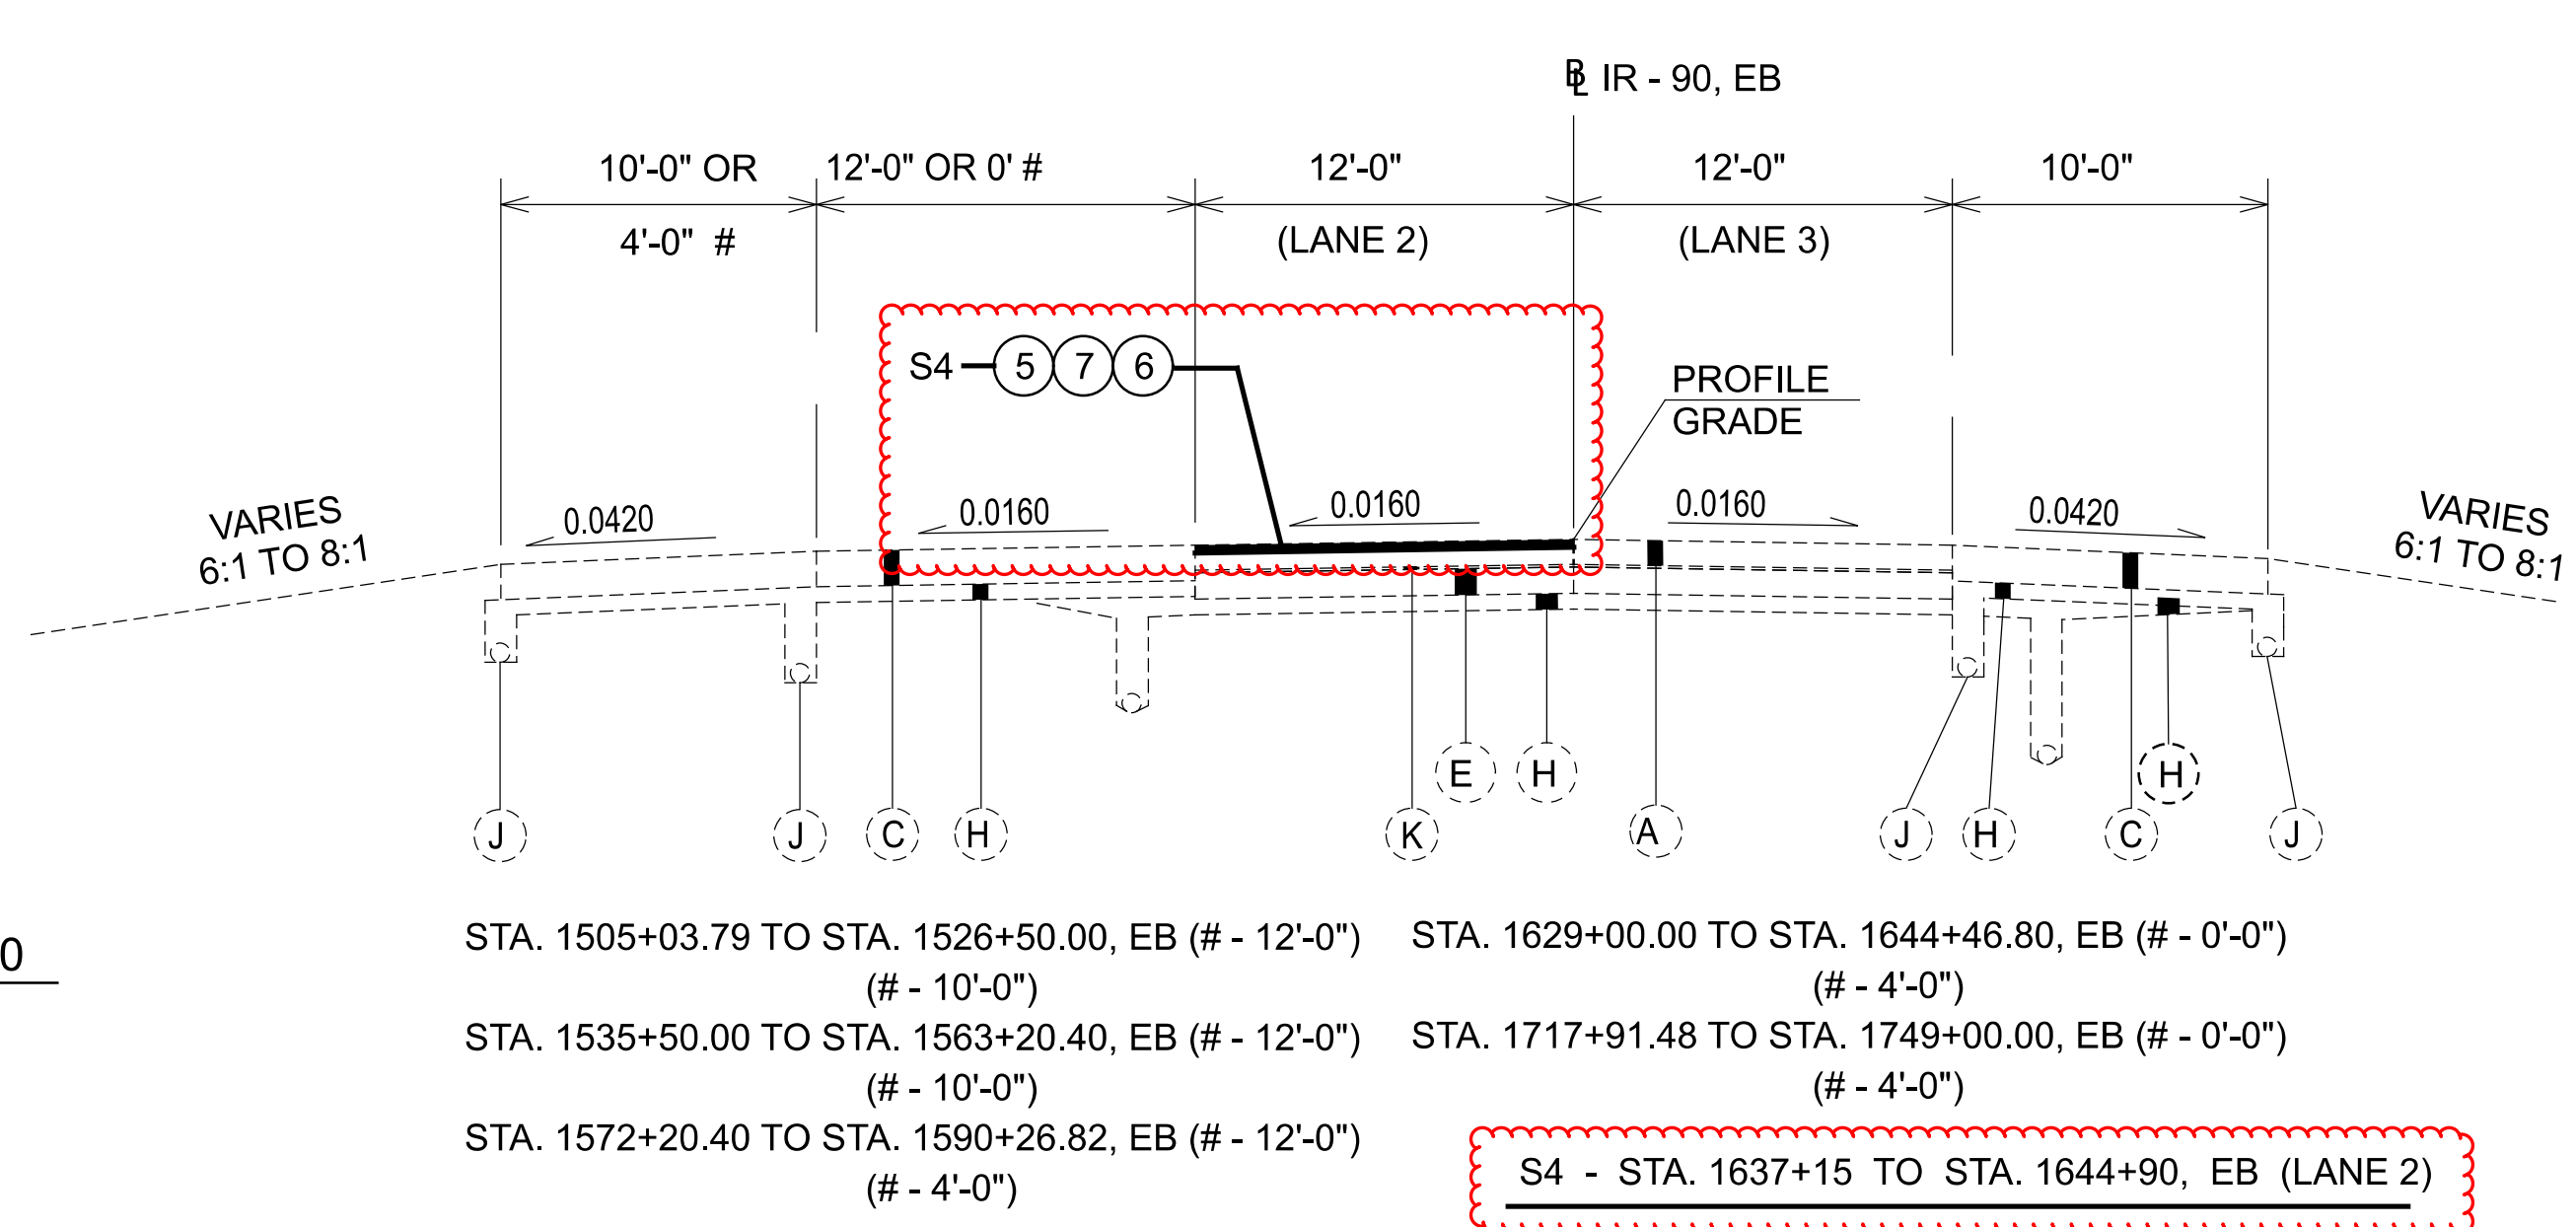 ℄ IR - 90, EB
10'-0" OR
12'-0" OR 0' #
12'-0"
12'-0"
10'-0"
4'-0" #
(LANE 2)
(LANE 3)
S4
5
7
6
PROFILE
GRADE
VARIES
6:1 TO 8:1
0.0420
0.0160
0.0160
0.0160
0.0420
VARIES
6:1 TO 8:1
E
H
H
J
J
C
H
K
A
J
H
C
J
0
STA. 1505+03.79 TO STA. 1526+50.00, EB (# - 12'-0")
(# - 10'-0")
STA. 1535+50.00 TO STA. 1563+20.40, EB (# - 12'-0")
(# - 10'-0")
STA. 1572+20.40 TO STA. 1590+26.82, EB (# - 12'-0")
(# - 4'-0")
STA. 1629+00.00 TO STA. 1644+46.80, EB (# - 0'-0")
(# - 4'-0")
STA. 1717+91.48 TO STA. 1749+00.00, EB (# - 0'-0")
(# - 4'-0")
S4 - STA. 1637+15 TO STA. 1644+90, EB (LANE 2)